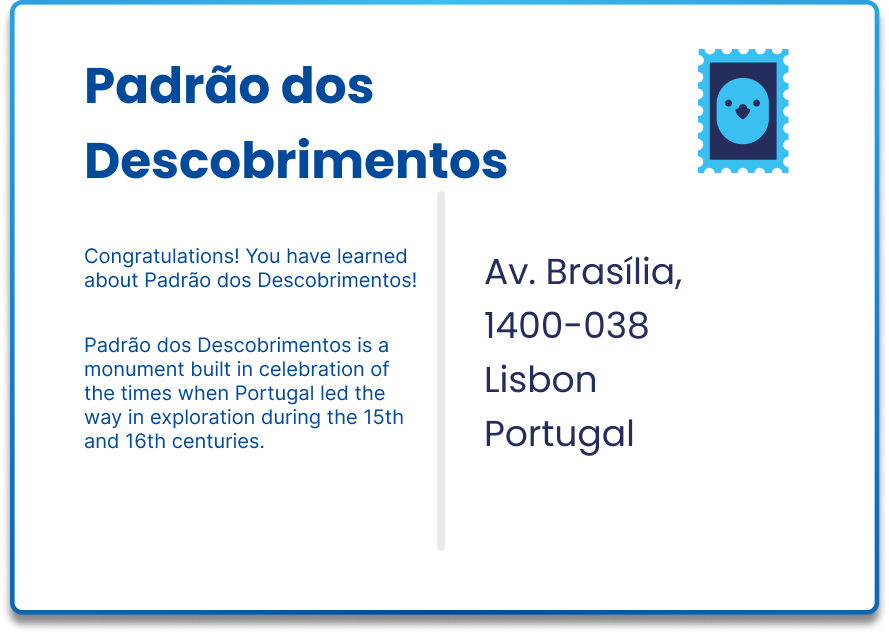 Padrão dos
Descobrimentos
Congratulations! You have learned
about Padrão dos Descobrimentos!
Padrão dos Descobrimentos is a
monument built in celebration of
the times when Portugal led the
way in exploration during the 15th
and 16th centuries.
Av. Brasília,
1400-038
Lisbon
Portugal